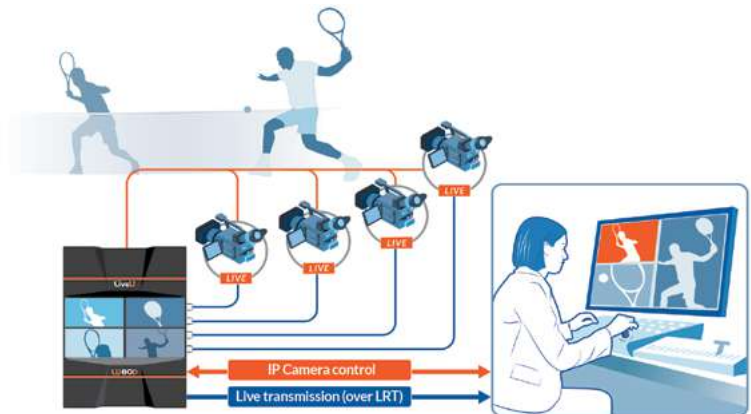 LIVE
LIVE
LIVE
LIVE
LiveU
LU800
IP Camera control
Live transmission (over LRT)